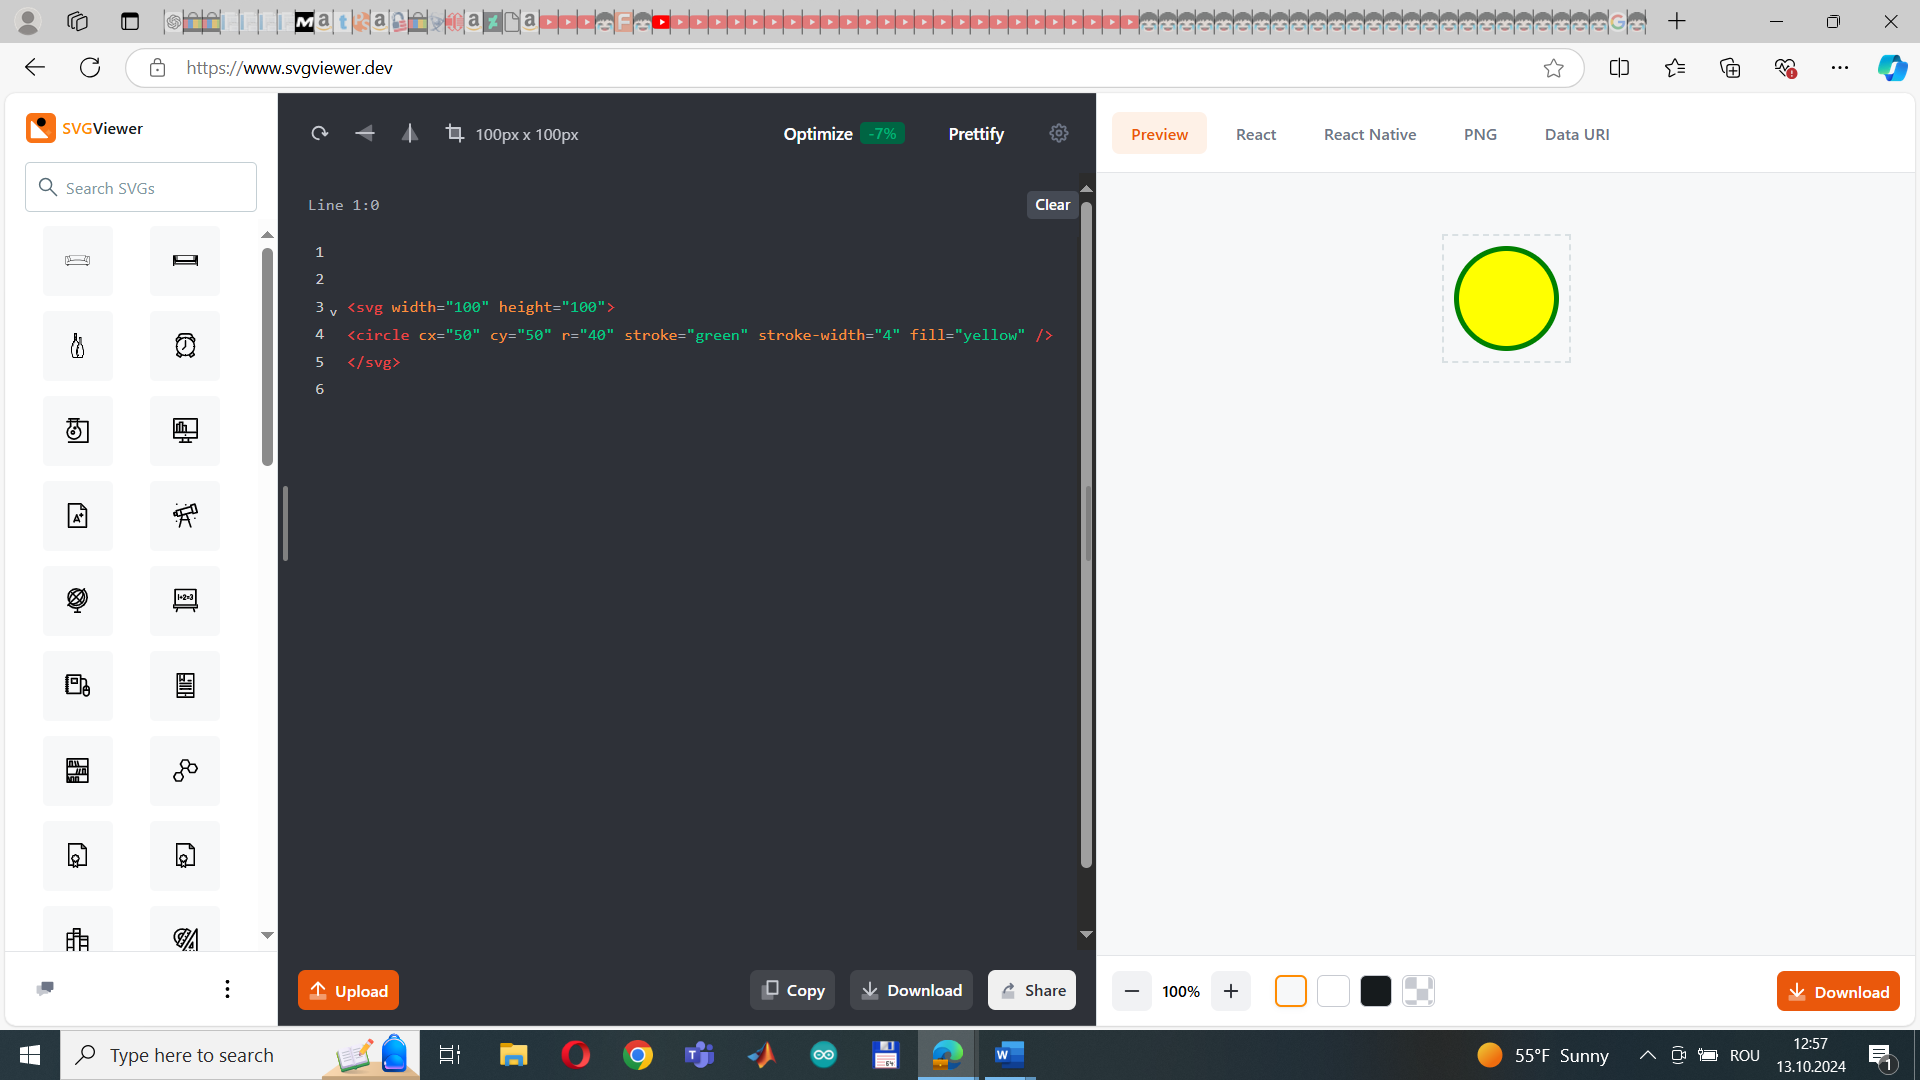 https://www.svgviewer.dev
SVGViewer
Search SVGs
100px x 100px
Optimize -7%
Prettify
Line 1:0
Clear
1
2
3 <svg width="100" height="100">
4 <circle cx="50" cy="50" r="40" stroke="green" stroke-width="4" fill="yellow" />
5 </svg>
6
Upload
Copy
Download
Share
Preview
React
React Native
PNG
Data URI
100%
Download
Type here to search
55°F Sunny
ROU
12:57
13.10.2024
1